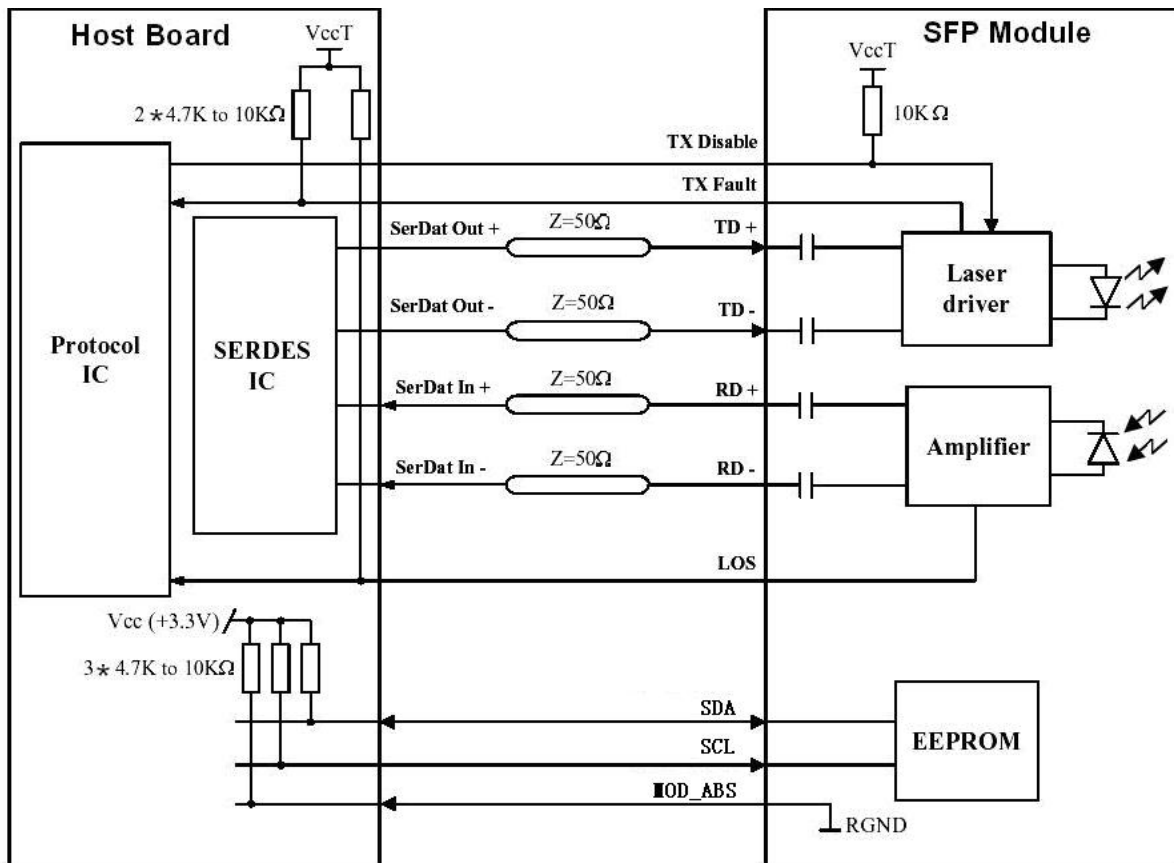 Host Board
SFP Module
VccT
VccT
2*4.7K to 10KΩ
10KΩ
TX Disable
TX Fault
SerDat Out +
Z=50Ω
TD +
SerDat Out -
Z=50Ω
TD -
Laser
driver
Protocol
IC
SERDES
IC
SerDat In +
Z=50Ω
RD +
SerDat In -
Z=50Ω
RD -
Amplifier
LOS
Vcc (+3.3V)
3*4.7K to 10KΩ
SDA
SCL
MOD_ABS
EEPROM
RGND